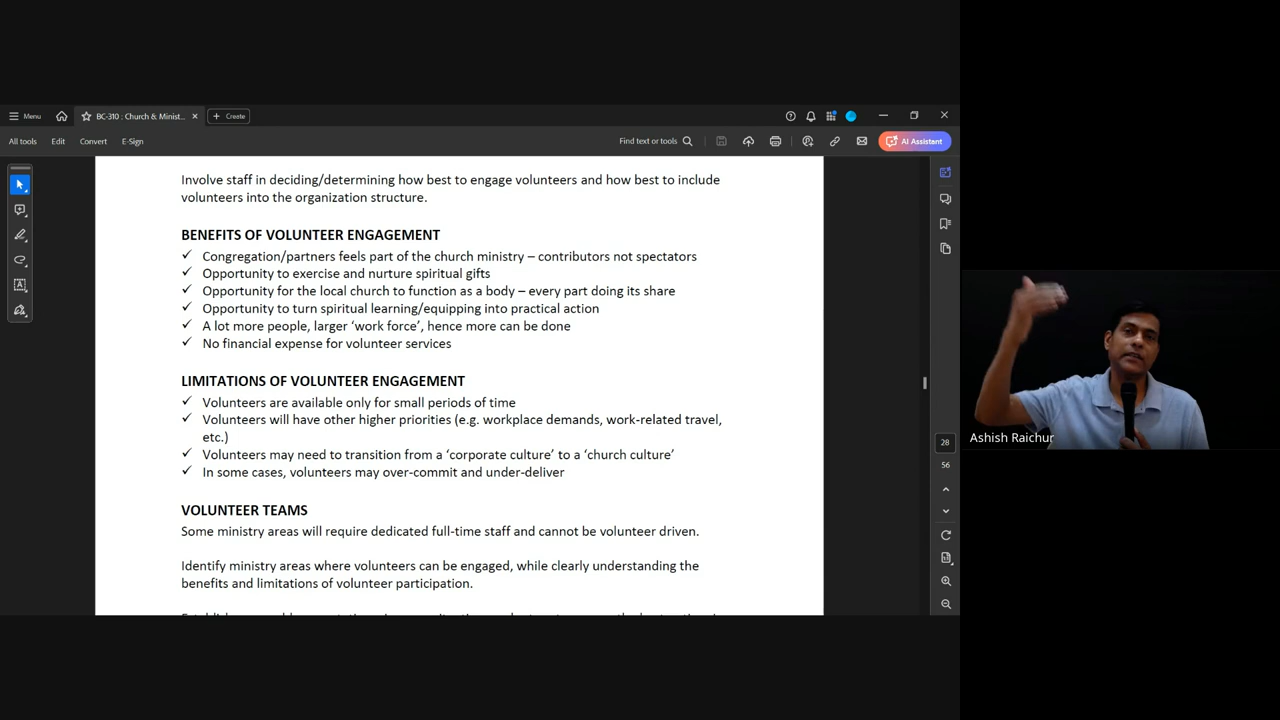 Menu
BC-310 : Church & Minist...
Create
All tools
Edit
Convert
E-Sign
Find text or tools
AI Assistant
Involve staff in deciding/determining how best to engage volunteers and how best to include
volunteers into the organization structure.
BENEFITS OF VOLUNTEER ENGAGEMENT
✓ Congregation/partners feels part of the church ministry – contributors not spectators
✓ Opportunity to exercise and nurture spiritual gifts
✓ Opportunity for the local church to function as a body – every part doing its share
✓ Opportunity to turn spiritual learning/equipping into practical action
✓ A lot more people, larger ‘work force’, hence more can be done
✓ No financial expense for volunteer services
LIMITATIONS OF VOLUNTEER ENGAGEMENT
✓ Volunteers are available only for small periods of time
✓ Volunteers will have other higher priorities (e.g. workplace demands, work-related travel,
etc.)
✓ Volunteers may need to transition from a ‘corporate culture’ to a ‘church culture’
✓ In some cases, volunteers may over-commit and under-deliver
VOLUNTEER TEAMS
Some ministry areas will require dedicated full-time staff and cannot be volunteer driven.
Identify ministry areas where volunteers can be engaged, while clearly understanding the
benefits and limitations of volunteer participation.
28
56
Ashish Raichur